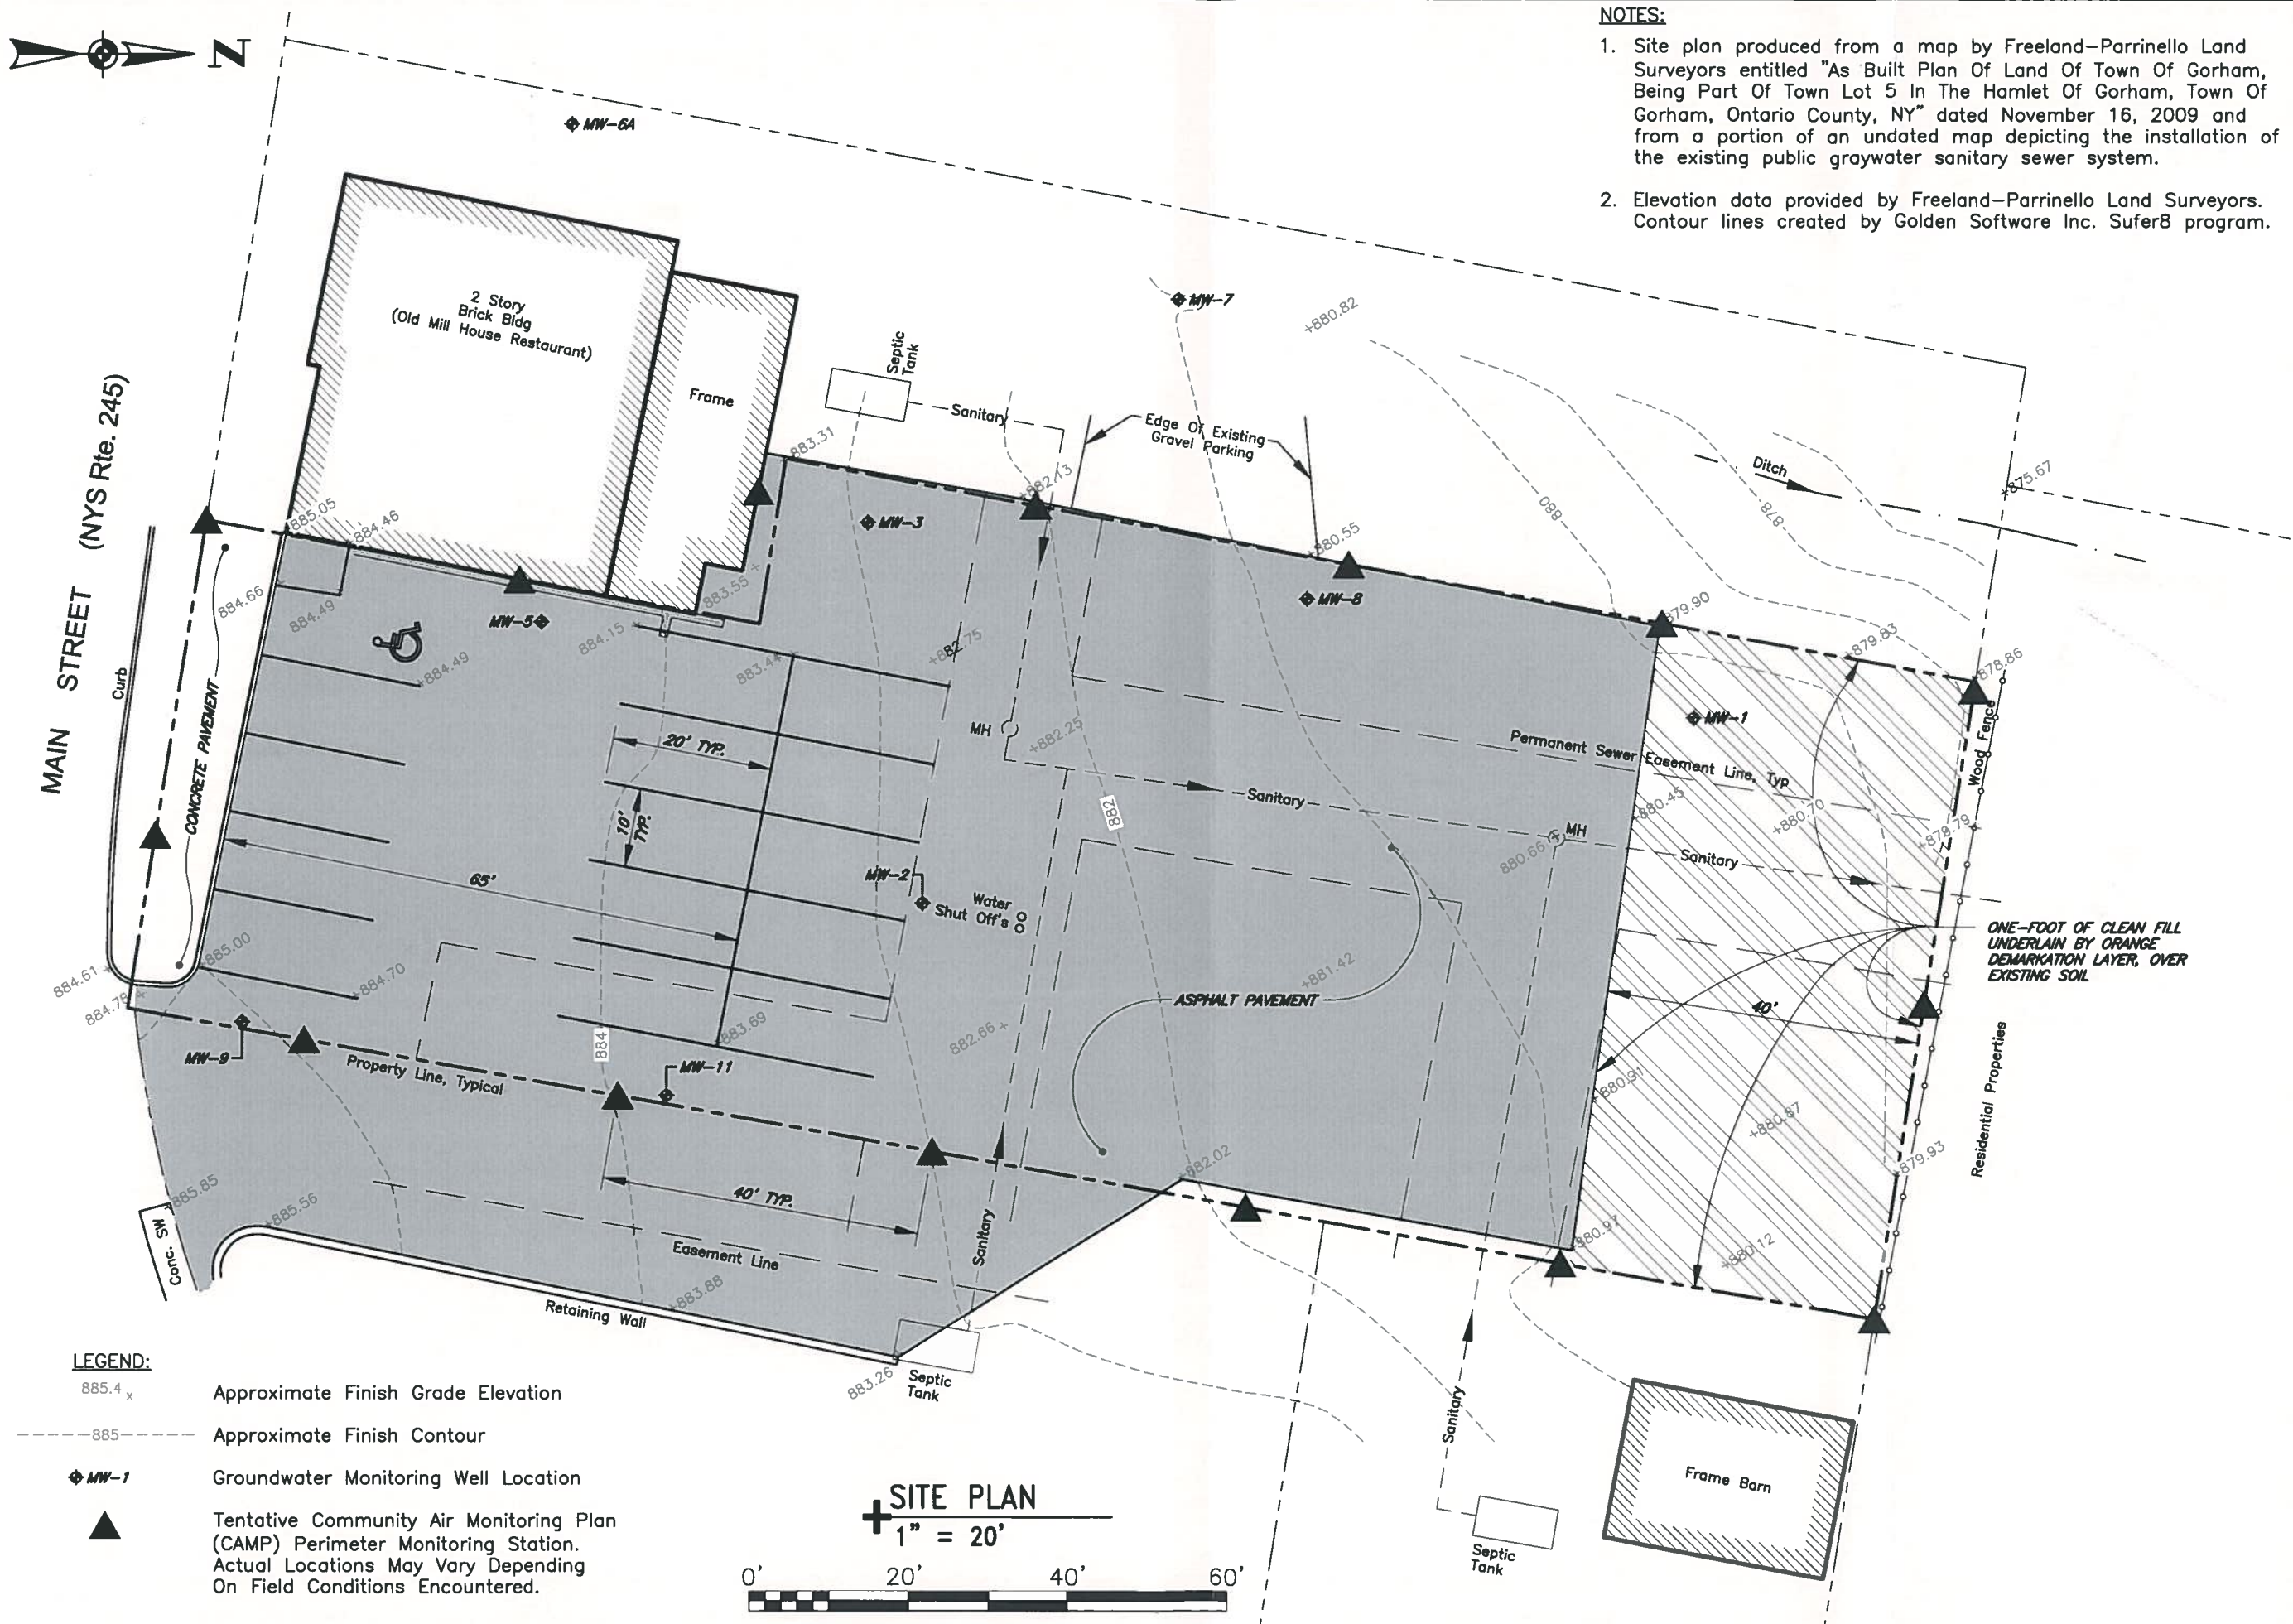 NOTES:
1. Site plan produced from a map by Freeland-Parrinello Land
Surveyors entitled "As Built Plan Of Land Of Town Of Gorham,
Being Part Of Town Lot 5 In The Hamlet Of Gorham, Town Of
Gorham, Ontario County, NY" dated November 16, 2009 and
from a portion of an undated map depicting the installation of
the existing public graywater sanitary sewer system.
2. Elevation data provided by Freeland-Parrinello Land Surveyors.
Contour lines created by Golden Software Inc. Sufer8 program.
N
MW-6A
2 Story
Brick Bldg
(Old Mill House Restaurant)
Frame
MW-7
+880.82
Septic
Tank
Sanitary
Edge Of Existing
Gravel Parking
+883.31
+882.13
MW-3
+880.55
MW-8
880
878
Ditch
+875.67
+879.90
+879.83
+878.86
MAIN STREET (NYS Rte. 245)
Curb
CONCRETE PAVEMENT
+885.05
+884.46
884.66
884.49
MW-5
884.15
883.55
+884.49
883.44
+882.75
MH
+882.25
20' TYP.
10'
TYP.
65'
MW-2
Water
Shut Off's
882
Sanitary
Permanent Sewer Easement Line, Typ
MW-1
Wood Fence
+880.45
+880.70
+879.79
880.66
MH
Sanitary
ONE-FOOT OF CLEAN FILL
UNDERLAIN BY ORANGE
DEMARKATION LAYER, OVER
EXISTING SOIL
40'
884.61
+885.00
884.78
+884.70
MW-9
Property Line, Typical
884
+883.69
MW-11
882.66
ASPHALT PAVEMENT
+881.42
+880.91
+880.87
+879.93
Residential Properties
40' TYP.
+882.02
+880.97
+880.12
+885.85
+885.56
Conc. SW
Easement Line
Sanitary
+883.88
Retaining Wall
883.26
Septic
Tank
Sanitary
Septic
Tank
Frame Barn
LEGEND:
885.4 x
Approximate Finish Grade Elevation
885
Approximate Finish Contour
MW-1
Groundwater Monitoring Well Location
Tentative Community Air Monitoring Plan
(CAMP) Perimeter Monitoring Station.
Actual Locations May Vary Depending
On Field Conditions Encountered.
SITE PLAN
1" = 20'
0' 20' 40' 60'